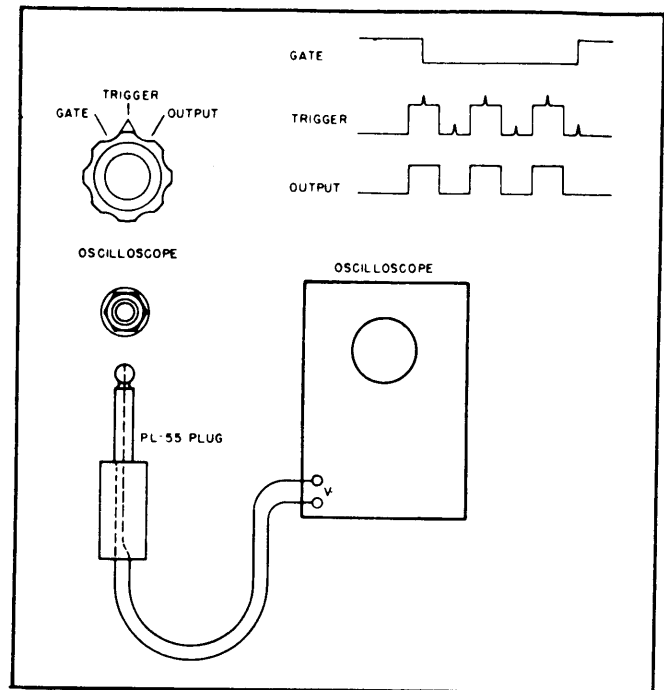 TRIGGER
GATE
OUTPUT
OSCILLOSCOPE
PL-55 PLUG
GATE
TRIGGER
OUTPUT
OSCILLOSCOPE
V